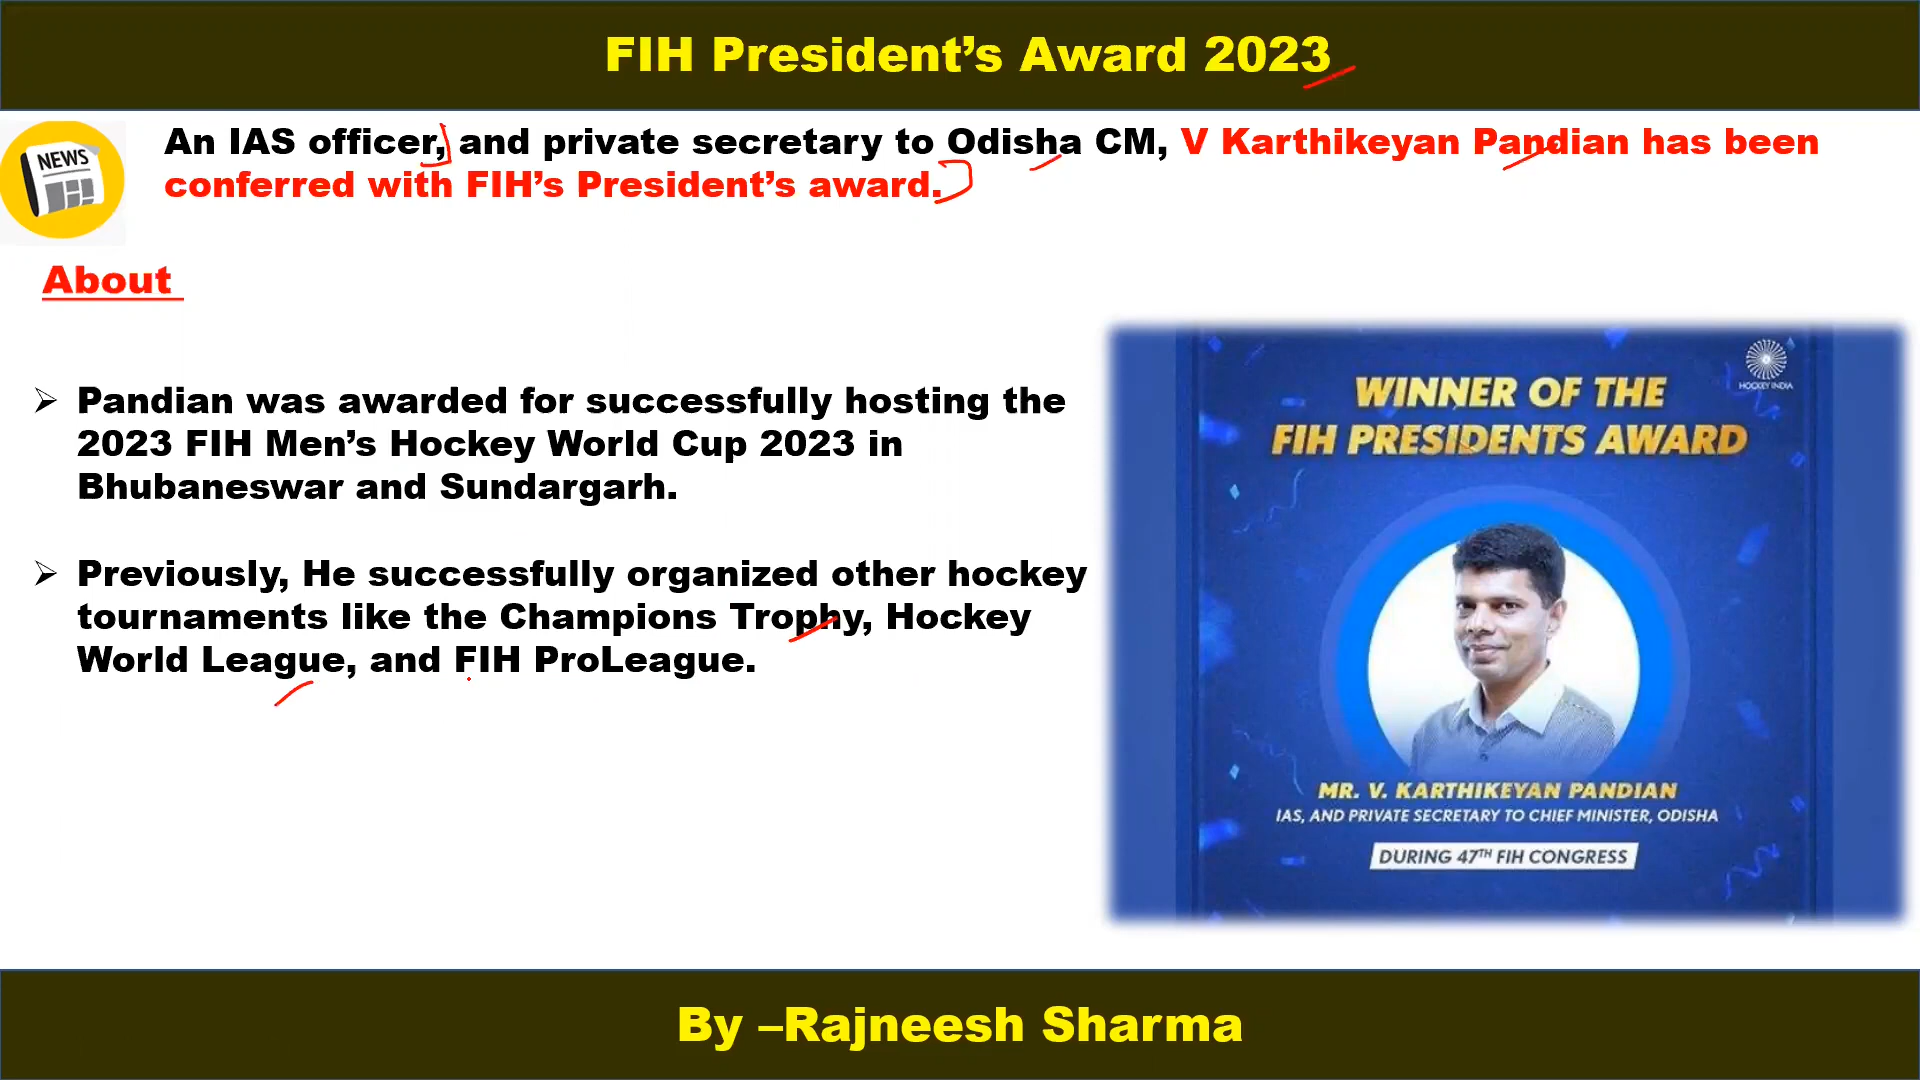 FIH President’s Award 2023
NEWS
An IAS officer, and private secretary to Odisha CM, V Karthikeyan Pandian has been
conferred with FIH’s President’s award.
About
➢ Pandian was awarded for successfully hosting the
2023 FIH Men’s Hockey World Cup 2023 in
Bhubaneswar and Sundargarh.
➢ Previously, He successfully organized other hockey
tournaments like the Champions Trophy, Hockey
World League, and FIH ProLeague.
HOCKEY INDIA
WINNER OF THE
FIH PRESIDENTS AWARD
MR. V. KARTHIKEYAN PANDIAN
IAS, AND PRIVATE SECRETARY TO CHIEF MINISTER, ODISHA
DURING 47TH FIH CONGRESS
By –Rajneesh Sharma